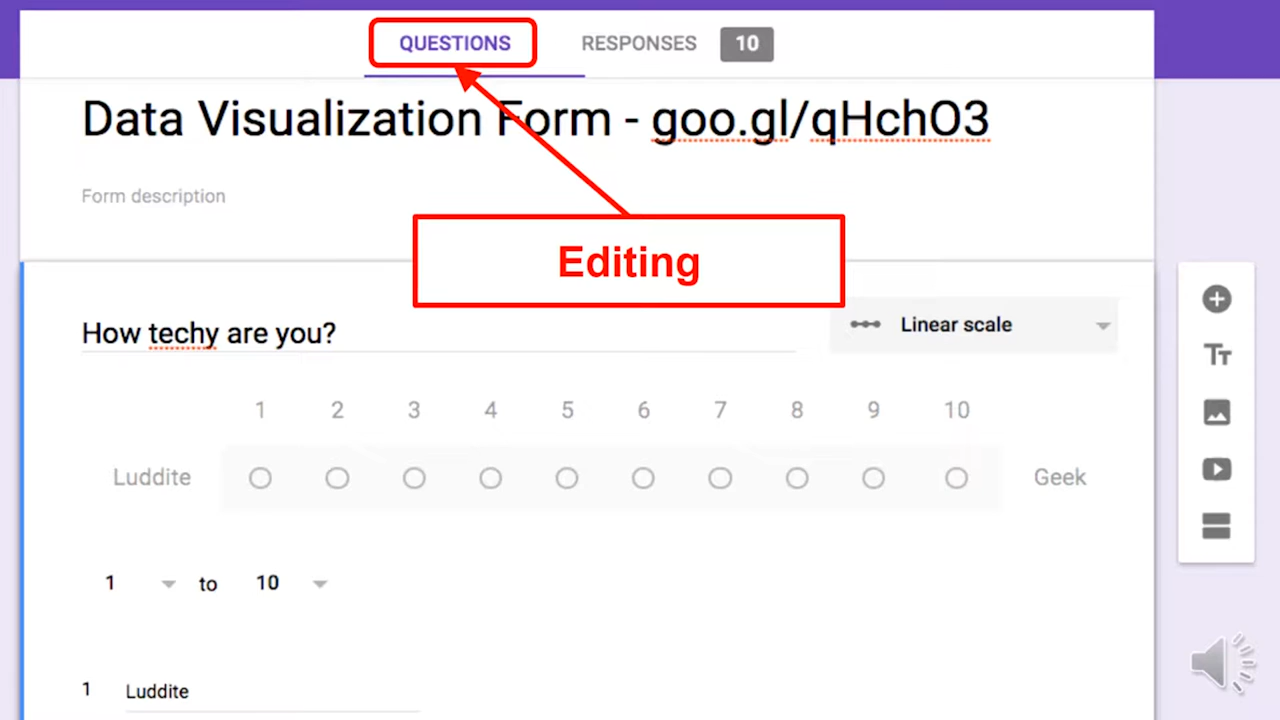 QUESTIONS RESPONSES 10
Data Visualization Form - goo.gl/qHchO3
Form description
Editing
How techy are you?
Linear scale
1 2 3 4 5 6 7 8 9 10
Luddite Geek
1 to 10
1 Luddite